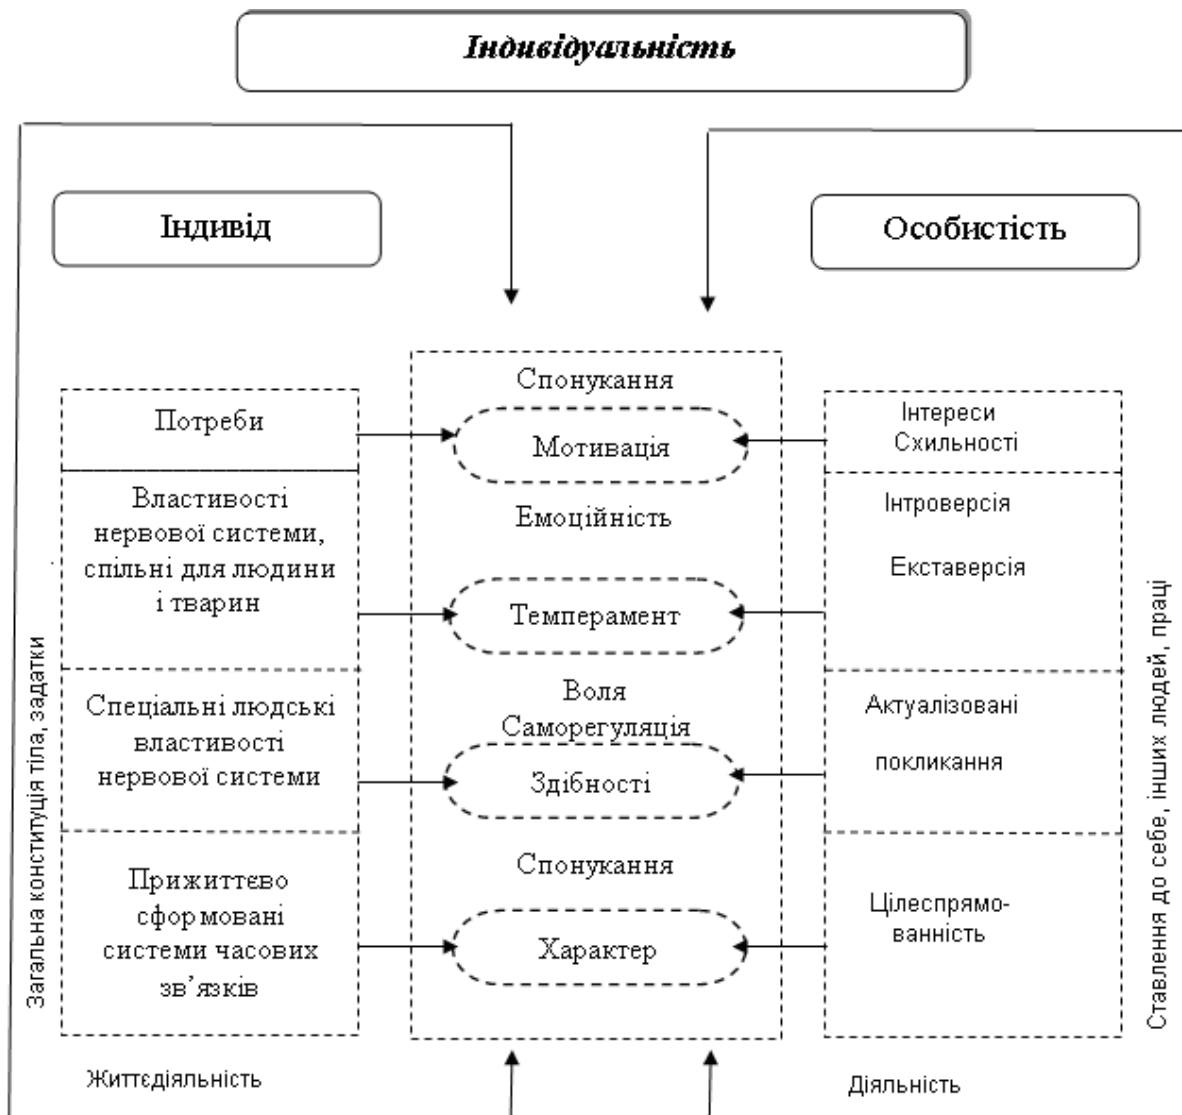 Індивідуальність
Індивід
Особистість
Загальна конституція тіла, задатки
Потреби
Властивості
нервової системи,
спільні для людини
і тварин
Спеціальні людські
властивості
нервової системи
Прижиттєво
сформовані
системи часових
зв’язків
Життєдіяльність
Спонукання
Мотивація
Емоційність
Темперамент
Воля
Саморегуляція
Здібності
Спонукання
Характер
Інтереси
Схильності
Інтроверсія
Екставерсія
Актуалізовані
покликання
Цілеспрямо-
ванність
Діяльність
Ставлення до себе, інших людей, праці